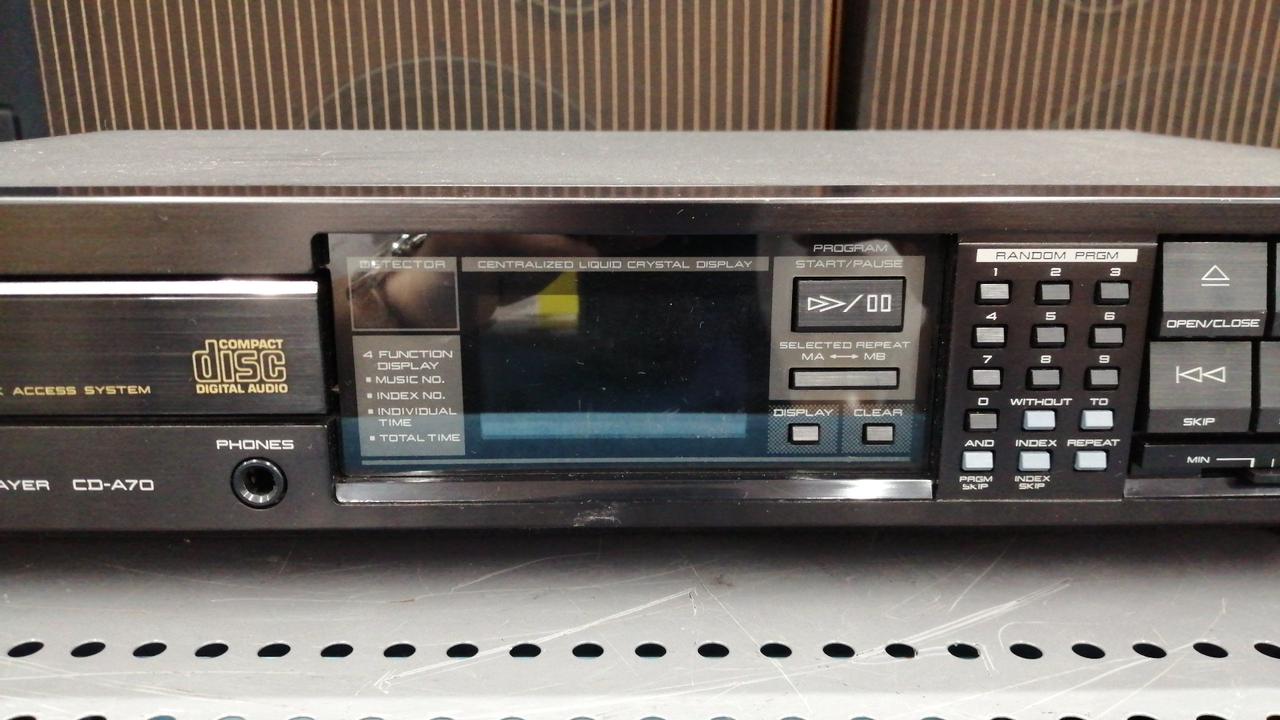 ACCESS SYSTEM
COMPACT
disc
DIGITAL AUDIO
PHONES
CD-A70
DETECTOR
4 FUNCTION
DISPLAY
▪ MUSIC NO.
▪ INDEX NO.
▪ INDIVIDUAL
TIME
▪ TOTAL TIME
CENTRALIZED LIQUID CRYSTAL DISPLAY
PROGRAM
START/PAUSE
SELECTED REPEAT
MA ↔ MB
DISPLAY
CLEAR
RANDOM PRGM
1 2 3
4 5 6
7 8 9
0 WITHOUT TO
AND INDEX REPEAT
PRGM SKIP
INDEX SKIP
OPEN/CLOSE
SKIP
MIN